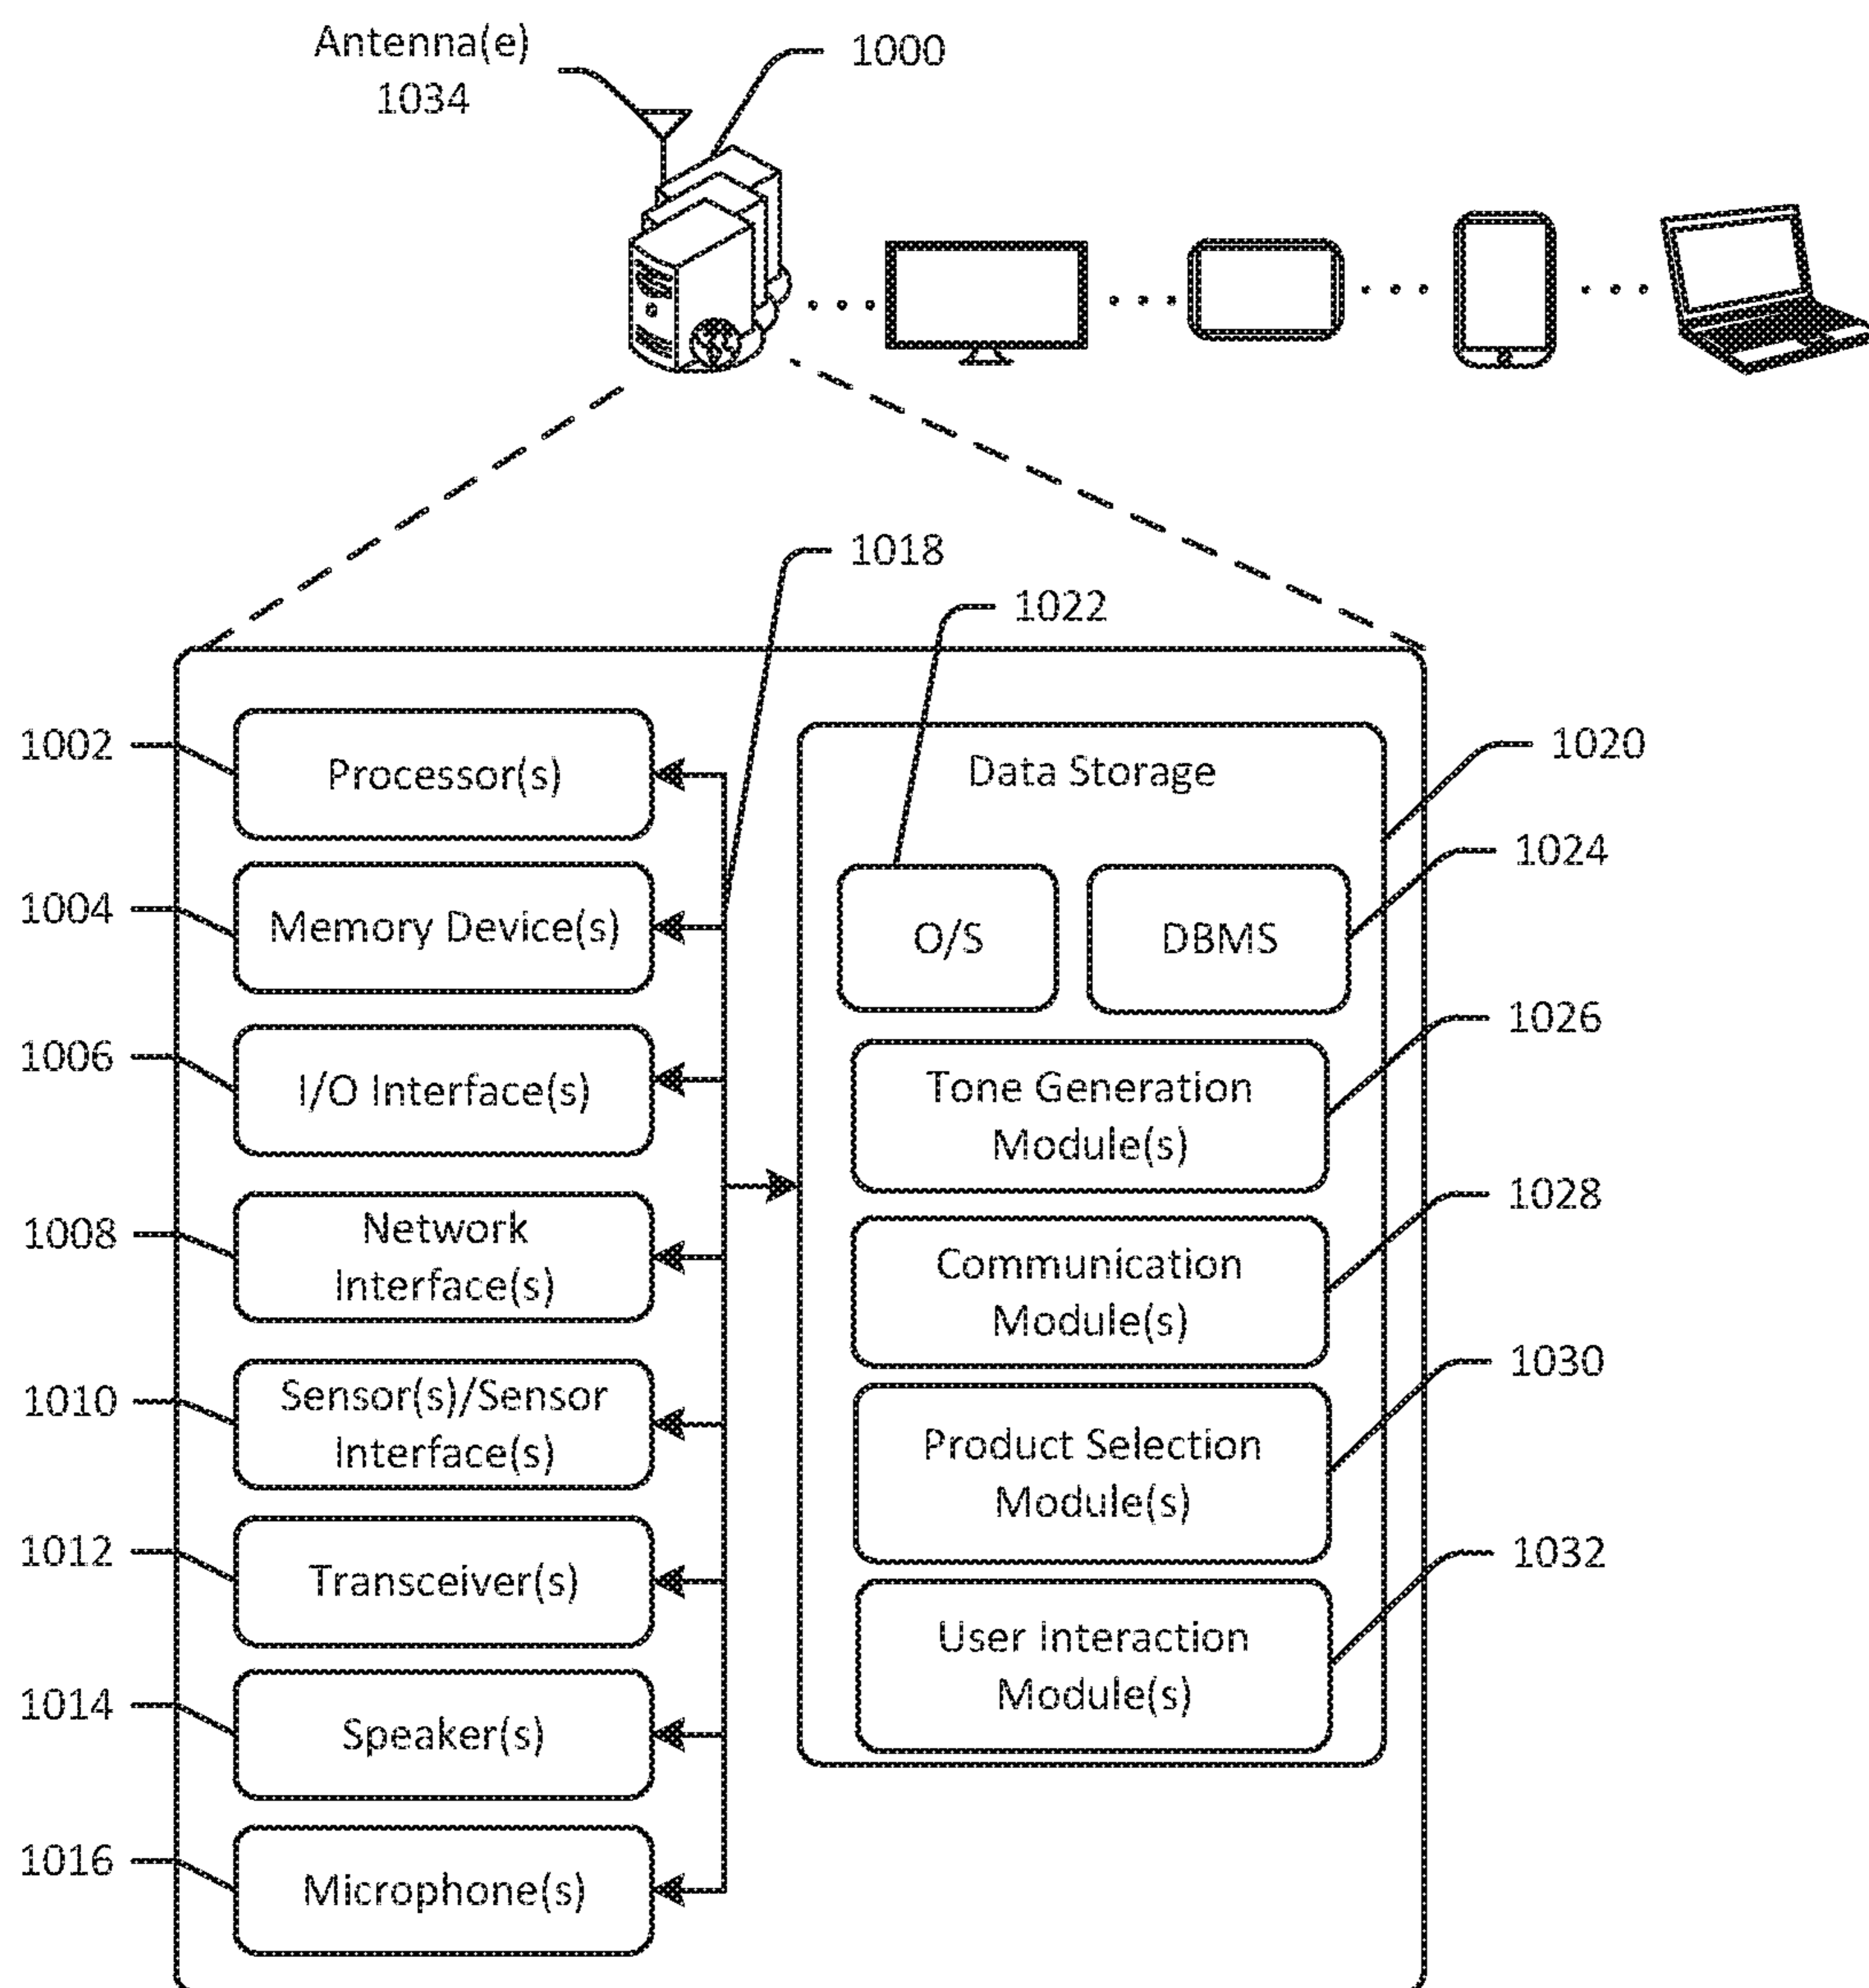 Antenna(e)
1034
1000
1018
1022
1002
Processor(s)
1004
Memory Device(s)
1006
I/O Interface(s)
1008
Network
Interface(s)
1010
Sensor(s)/Sensor
Interface(s)
1012
Transceiver(s)
1014
Speaker(s)
1016
Microphone(s)
Data Storage
1020
O/S
DBMS
1024
Tone Generation
Module(s)
1026
Communication
Module(s)
1028
Product Selection
Module(s)
1030
User Interaction
Module(s)
1032